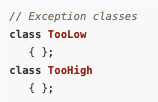 // Exception classes
class TooLow
{ };
class TooHigh
{ };